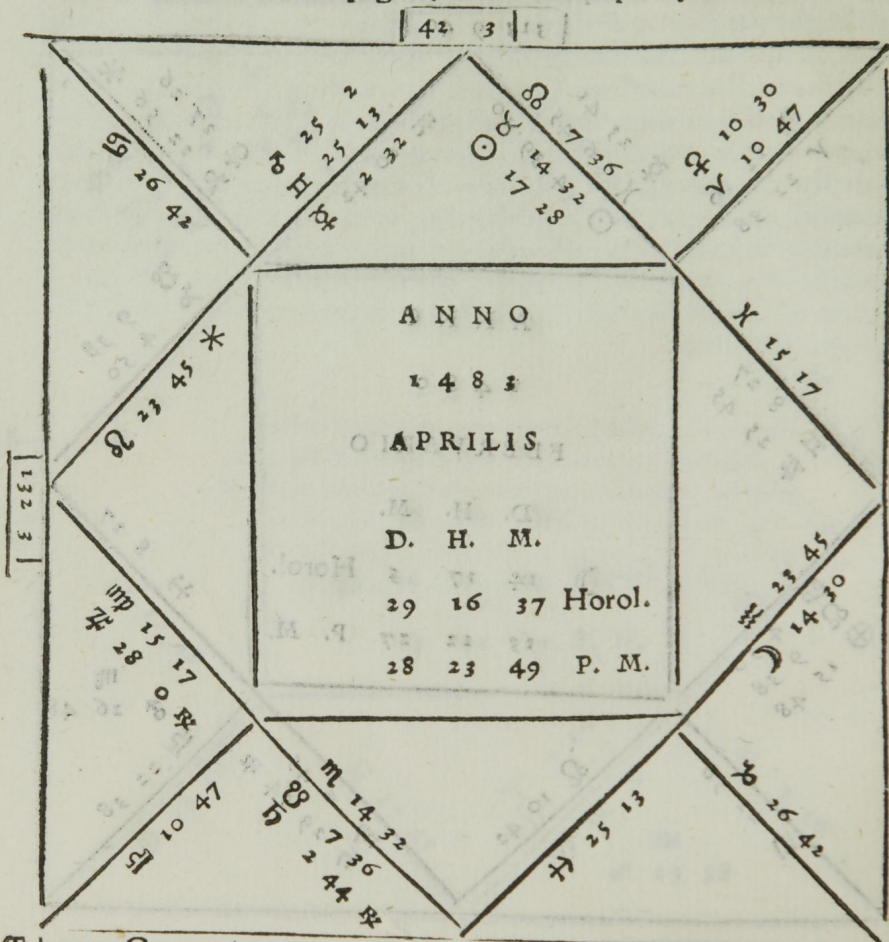 42 3
♋ 26 42
♂ 25 2
♊ 25 13
☿ 2 32
☊ 7 36
♉ 14 32
☉ 17 28
♀ 10 30
♈ 10 47
♓ 15 17
♌ 23 45 ✶
132 3
ANNO
1483
APRILIS
D. H. M.
29 16 37 Horol.
28 23 49 P. M.
♒ 23 45
☽ 14 30
♍ 15 17
♃ 28 0 ℞
♎ 10 47
♏ 14 32
☋ 7 36
♄ 2 44 ℞
♐ 25 13
♑ 26 42